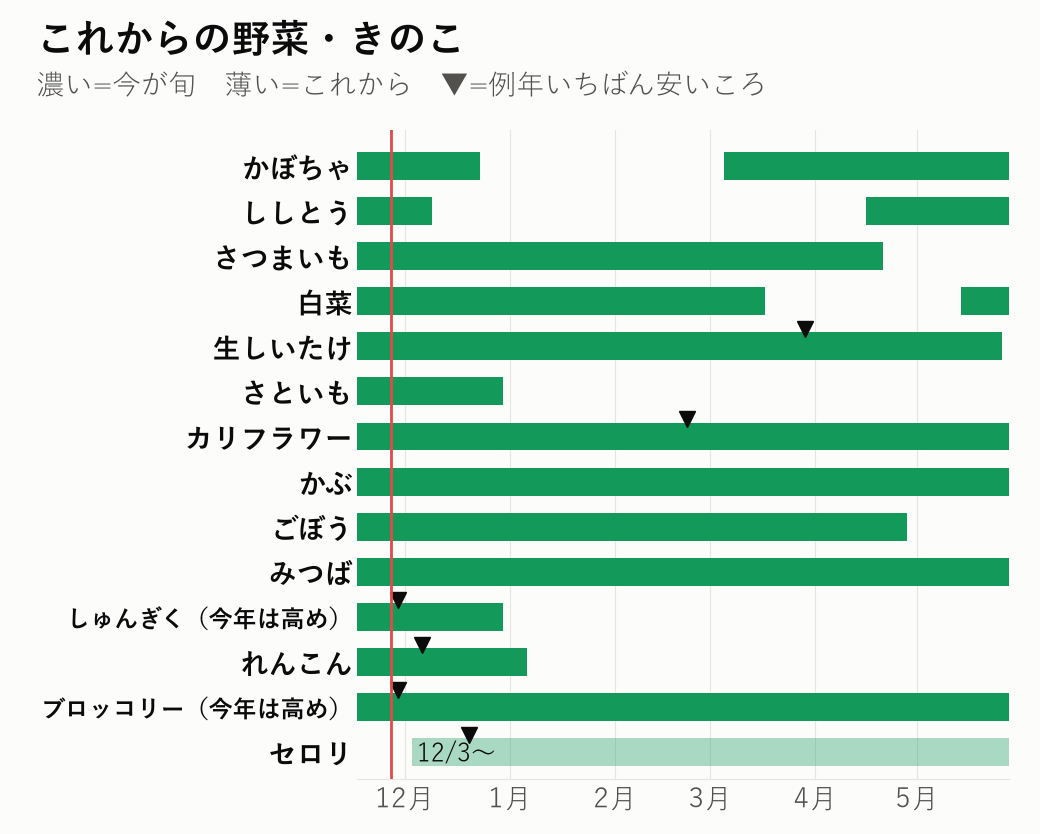 これからの野菜・きのこ
濃い=今が旬　薄い=これから　▼=例年いちばん安いころ
かぼちゃ
ししとう
さつまいも
白菜
生しいたけ
さといも
カリフラワー
かぶ
ごぼう
みつば
しゅんぎく（今年は高め）
れんこん
ブロッコリー（今年は高め）
セロリ 12/3〜
12月 1月 2月 3月 4月 5月